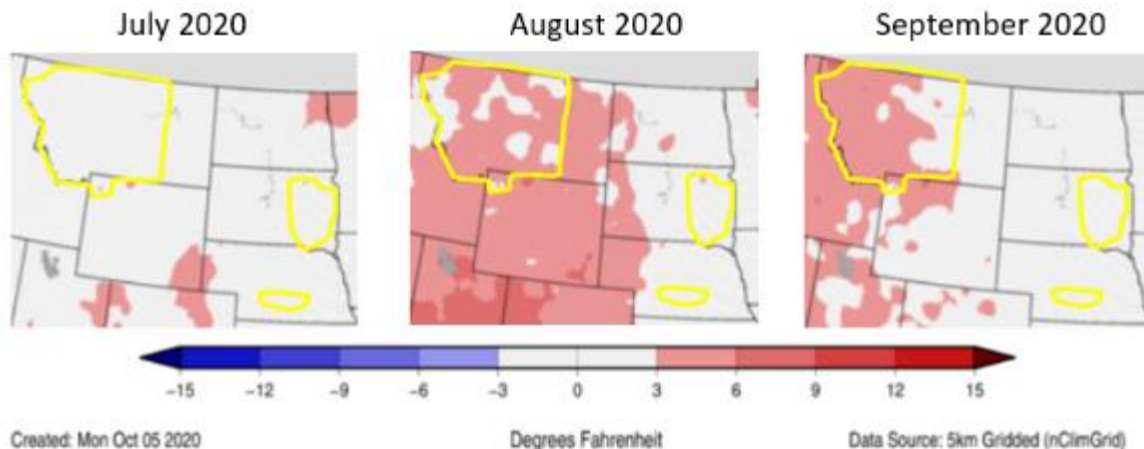 July 2020
August 2020
September 2020
−15 −12 −9 −6 −3 0 3 6 9 12 15
Created: Mon Oct 05 2020
Degrees Fahrenheit
Data Source: 5km Gridded (nClimGrid)